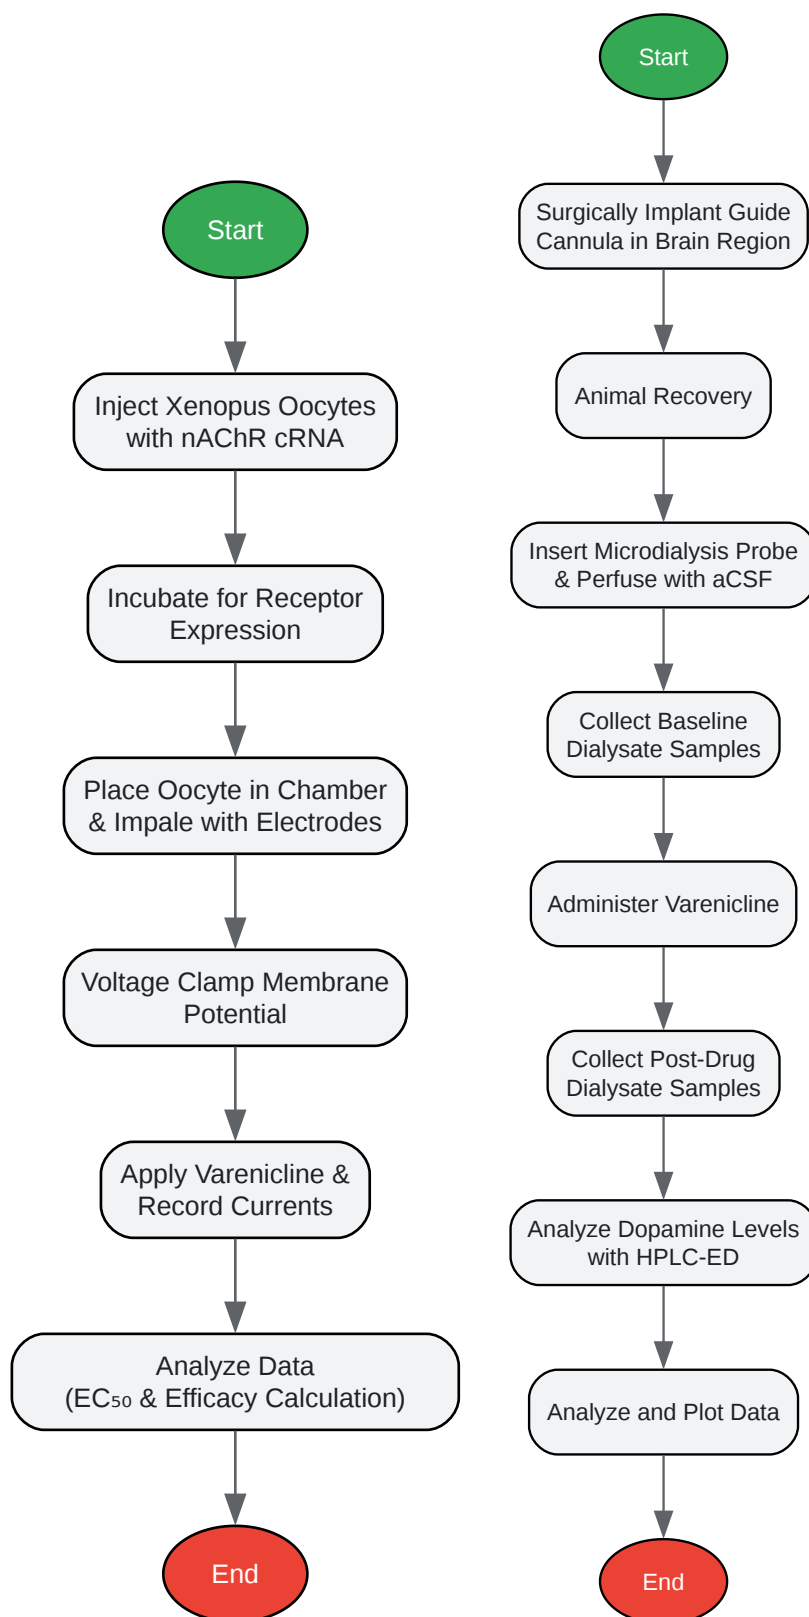 Start
Inject Xenopus Oocytes
with nAChR cRNA
Incubate for Receptor
Expression
Place Oocyte in Chamber
& Impale with Electrodes
Voltage Clamp Membrane
Potential
Apply Varenicline &
Record Currents
Analyze Data
(EC₅₀ & Efficacy Calculation)
End
Start
Surgically Implant Guide
Cannula in Brain Region
Animal Recovery
Insert Microdialysis Probe
& Perfuse with aCSF
Collect Baseline
Dialysate Samples
Administer Varenicline
Collect Post-Drug
Dialysate Samples
Analyze Dopamine Levels
with HPLC-ED
Analyze and Plot Data
End